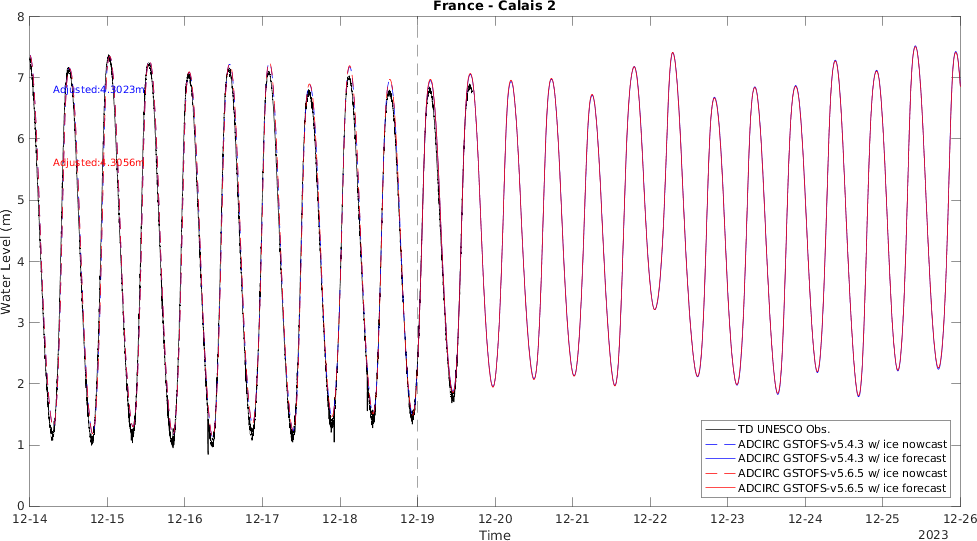 France - Calais 2
8
7
6
5
4
3
2
1
0
Water Level (m)
Adjusted:4.3023m
Adjusted:4.3056m
TD UNESCO Obs.
ADCIRC GSTOFS-v5.4.3 w/ ice nowcast
ADCIRC GSTOFS-v5.4.3 w/ ice forecast
ADCIRC GSTOFS-v5.6.5 w/ ice nowcast
ADCIRC GSTOFS-v5.6.5 w/ ice forecast
12-14 12-15 12-16 12-17 12-18 12-19 12-20 12-21 12-22 12-23 12-24 12-25 12-26
Time
2023